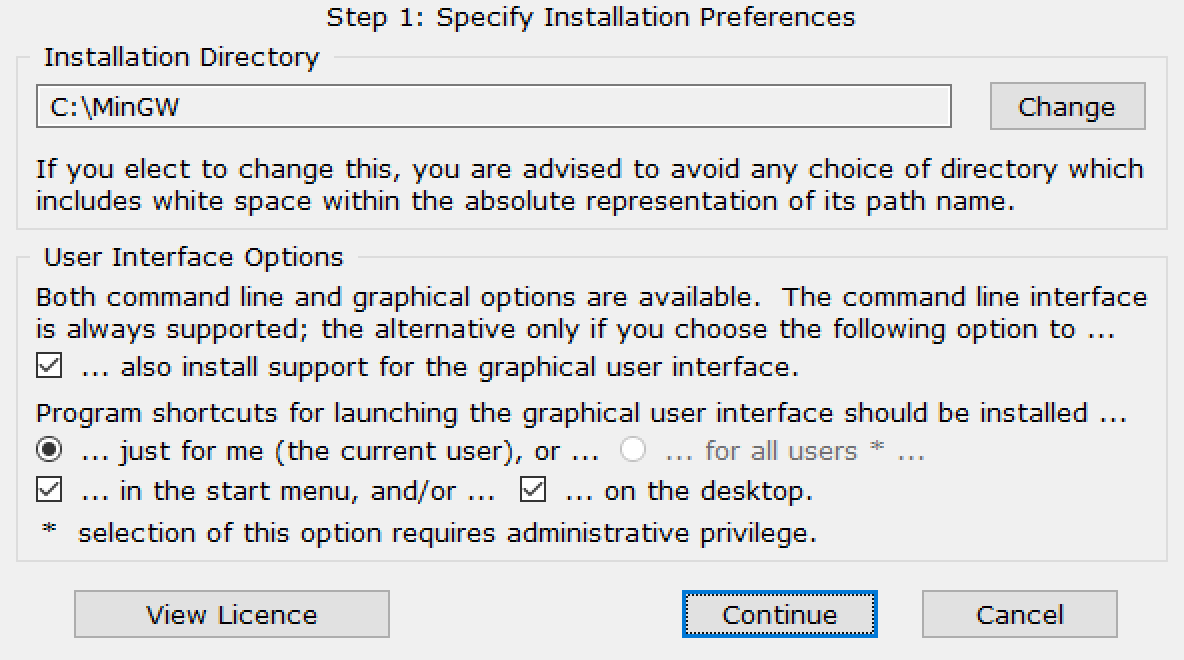 Step 1: Specify Installation Preferences
Installation Directory
C:\MinGW
Change
If you elect to change this, you are advised to avoid any choice of directory which
includes white space within the absolute representation of its path name.
User Interface Options
Both command line and graphical options are available.  The command line interface
is always supported; the alternative only if you choose the following option to ...
... also install support for the graphical user interface.
Program shortcuts for launching the graphical user interface should be installed ...
... just for me (the current user), or ... ... for all users * ...
... in the start menu, and/or ... ... on the desktop.
* selection of this option requires administrative privilege.
View Licence Continue Cancel